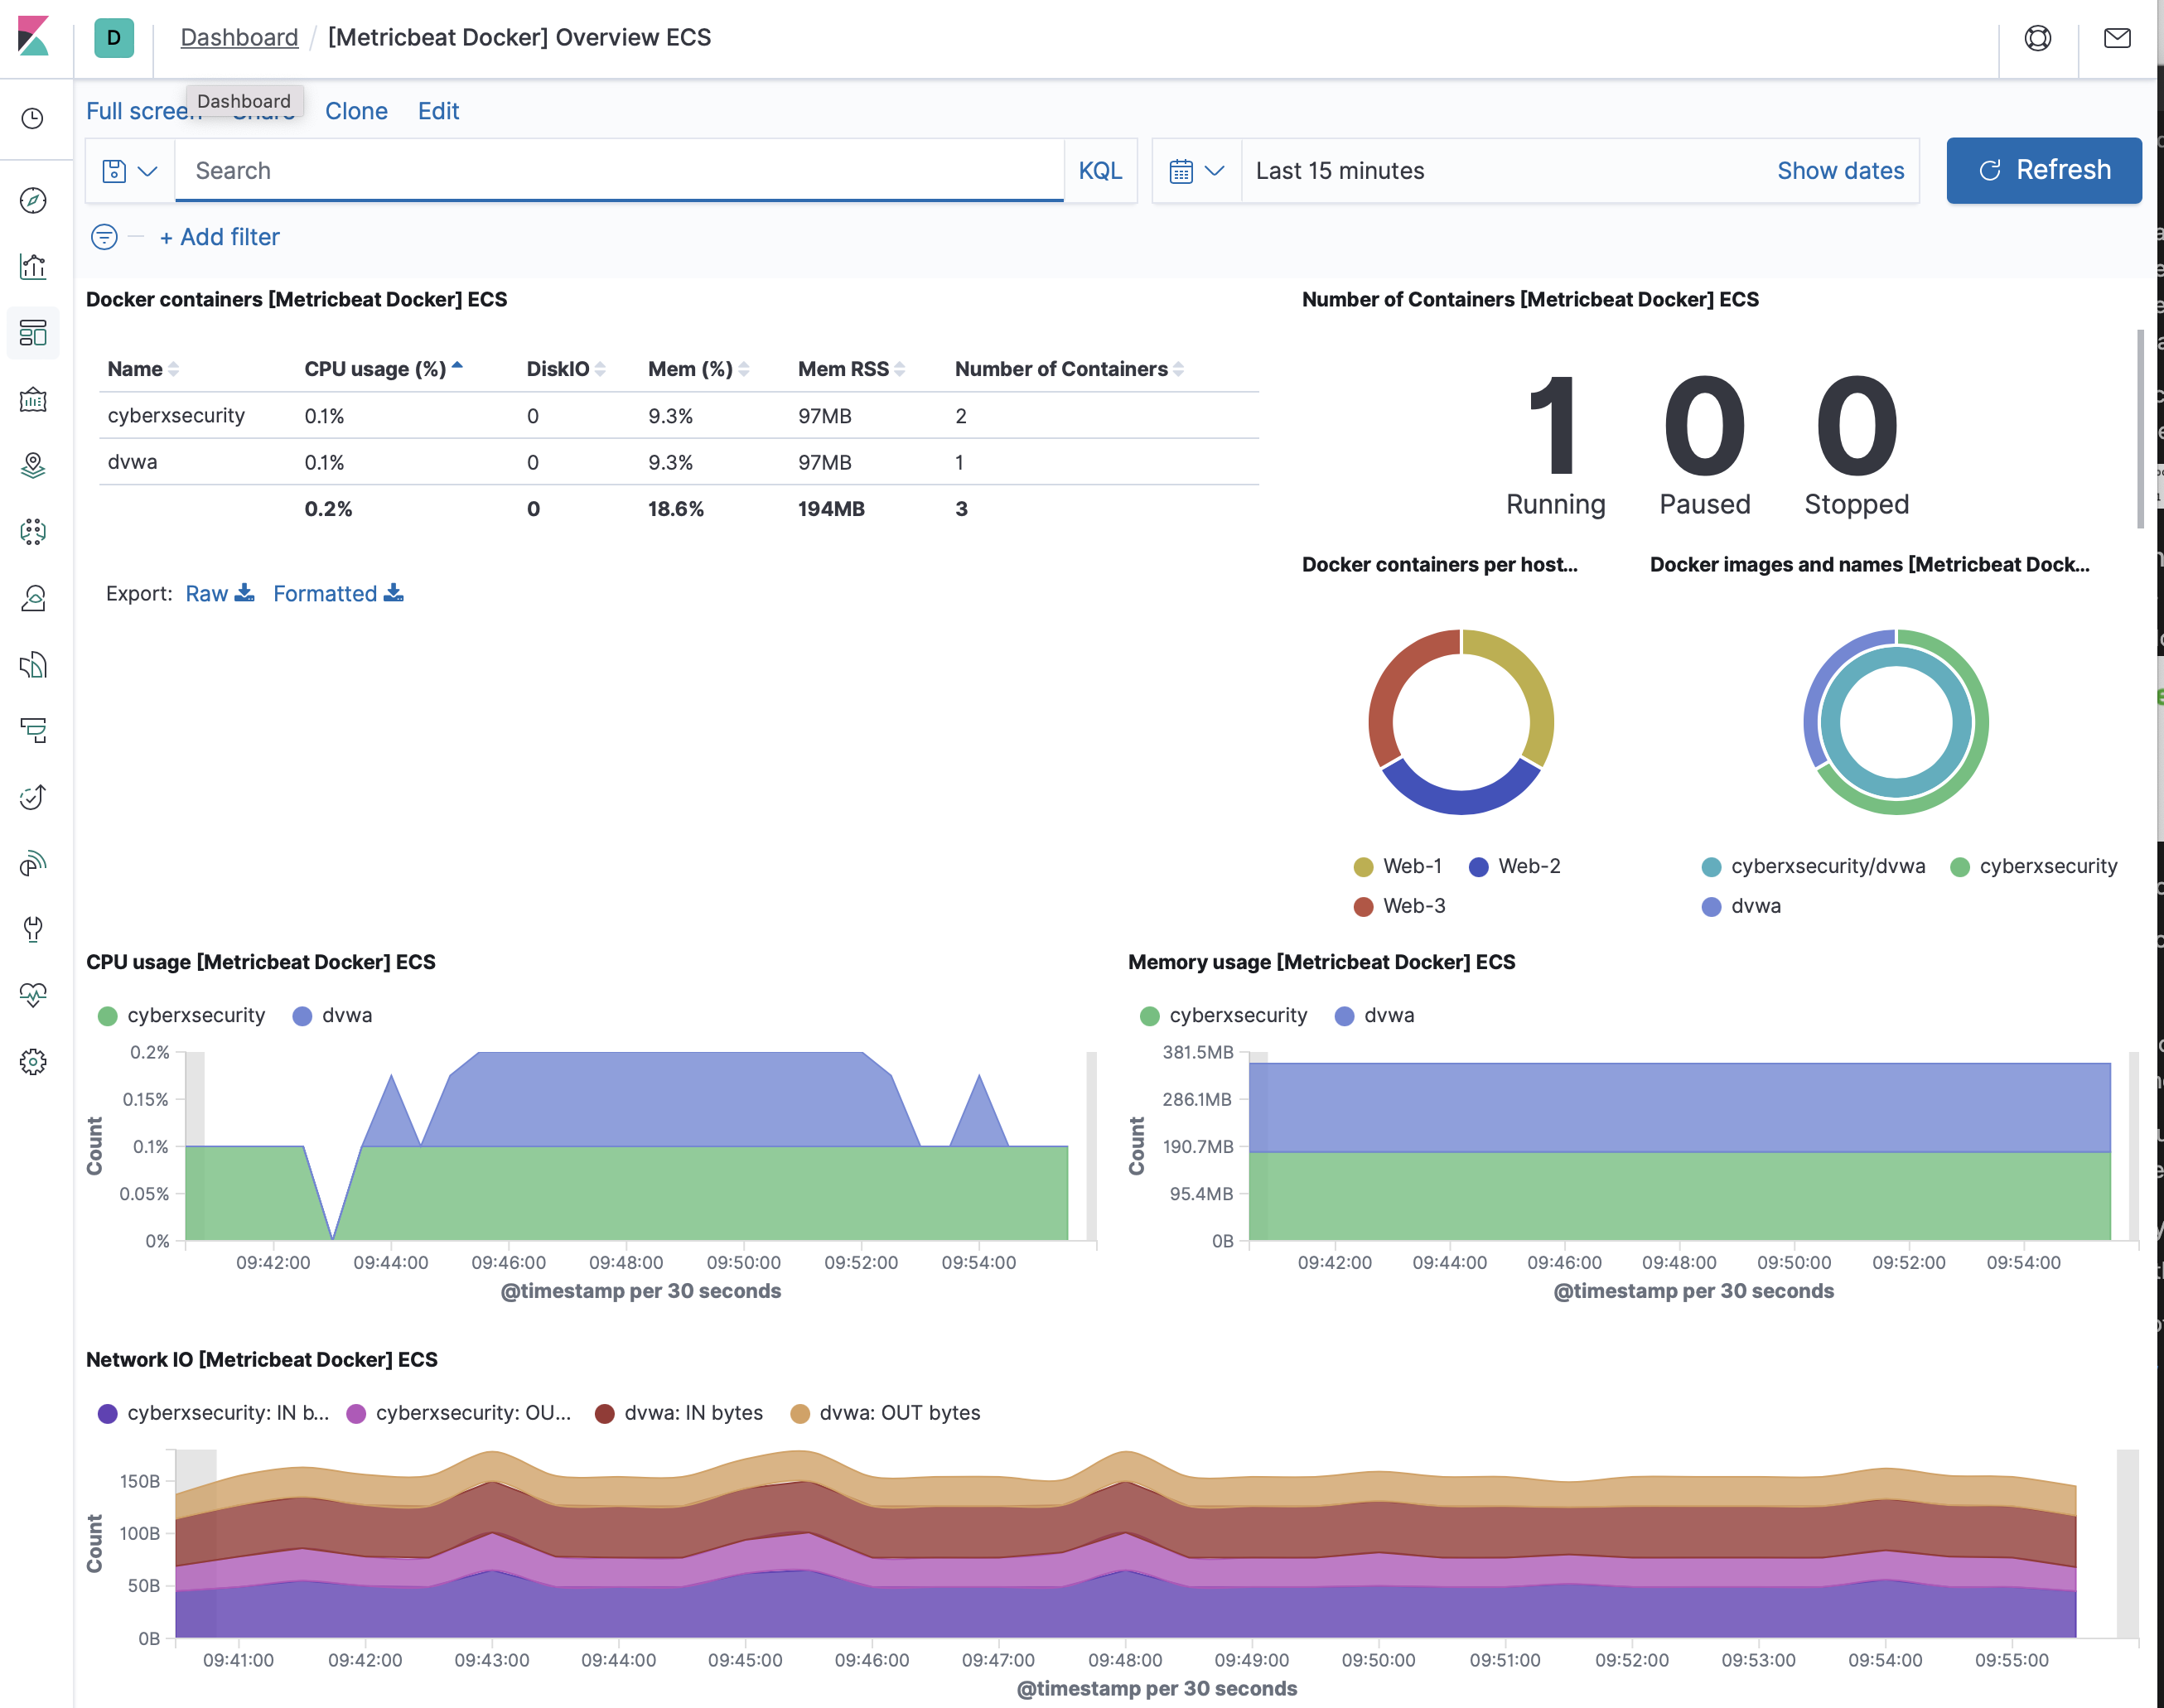 D Dashboard / [Metricbeat Docker] Overview ECS
Full screen Share Clone Edit
Dashboard
Search KQL Last 15 minutes Show dates Refresh
+ Add filter
Docker containers [Metricbeat Docker] ECS
Name CPU usage (%) DiskIO Mem (%) Mem RSS Number of Containers
cyberxsecurity 0.1% 0 9.3% 97MB 2
dvwa 0.1% 0 9.3% 97MB 1
0.2% 0 18.6% 194MB 3
Export: Raw Formatted
Number of Containers [Metricbeat Docker] ECS
1 0 0
Running Paused Stopped
Docker containers per host...
Web-1 Web-2
Web-3
Docker images and names [Metricbeat Dock...
cyberxsecurity/dvwa cyberxsecurity
dvwa
CPU usage [Metricbeat Docker] ECS
cyberxsecurity dvwa
Count
0.2%
0.15%
0.1%
0.05%
0%
09:42:00 09:44:00 09:46:00 09:48:00 09:50:00 09:52:00 09:54:00
@timestamp per 30 seconds
Memory usage [Metricbeat Docker] ECS
cyberxsecurity dvwa
Count
381.5MB
286.1MB
190.7MB
95.4MB
0B
09:42:00 09:44:00 09:46:00 09:48:00 09:50:00 09:52:00 09:54:00
@timestamp per 30 seconds
Network IO [Metricbeat Docker] ECS
cyberxsecurity: IN b... cyberxsecurity: OU... dvwa: IN bytes dvwa: OUT bytes
Count
150B
100B
50B
0B
09:41:00 09:42:00 09:43:00 09:44:00 09:45:00 09:46:00 09:47:00 09:48:00 09:49:00 09:50:00 09:51:00 09:52:00 09:53:00 09:54:00 09:55:00
@timestamp per 30 seconds